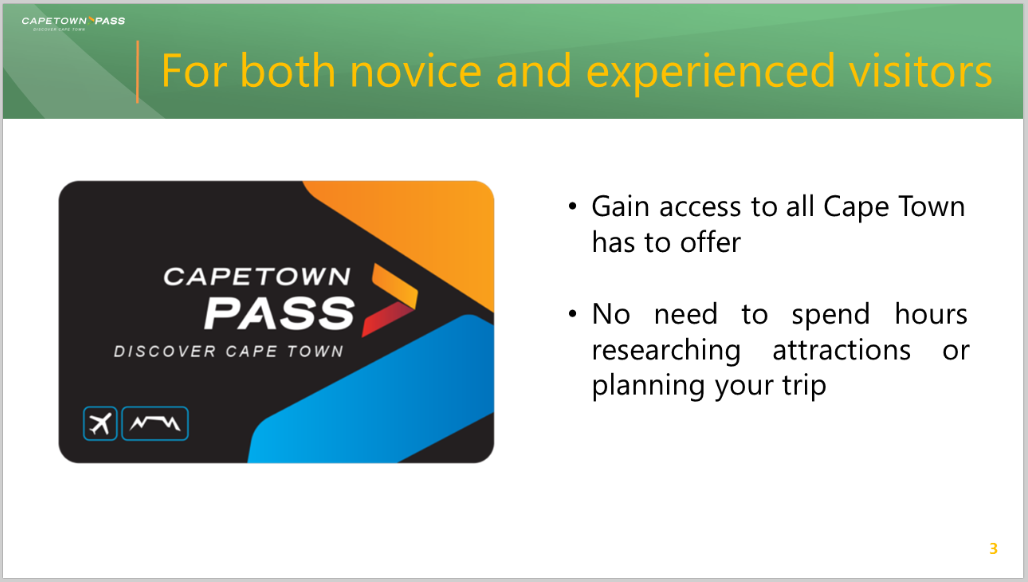 CAPETOWN PASS
DISCOVER CAPE TOWN
For both novice and experienced visitors
CAPETOWN
PASS
DISCOVER CAPE TOWN
• Gain access to all Cape Town
has to offer
• No need to spend hours
researching attractions or
planning your trip
3